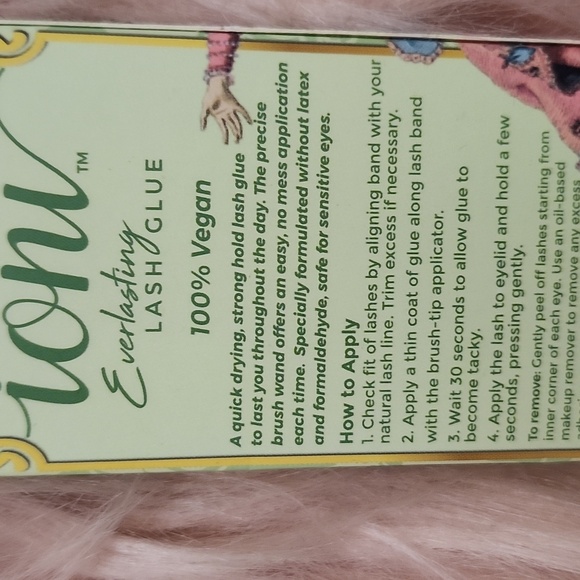 ioni™
Everlasting
LASH GLUE
100% Vegan
A quick drying, strong hold lash glue
to last you throughout the day. The precise
brush wand offers an easy, no mess application
each time. Specially formulated without latex
and formaldehyde, safe for sensitive eyes.
How to Apply
1. Check fit of lashes by aligning band with your
natural lash line. Trim excess if necessary.
2. Apply a thin coat of glue along lash band
with the brush-tip applicator.
3. Wait 30 seconds to allow glue to
become tacky.
4. Apply the lash to eyelid and hold a few
seconds, pressing gently.
To remove: Gently peel off lashes starting from
inner corner of each eye. Use an oil-based
makeup remover to remove any excess